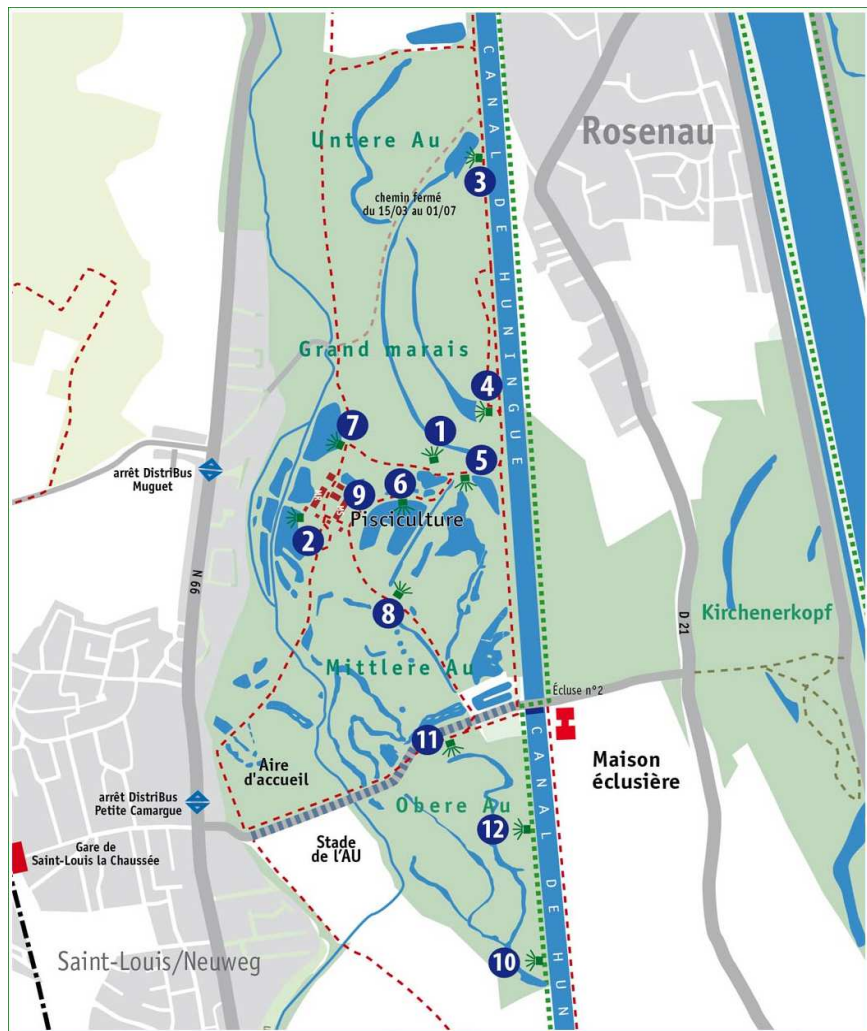 CANAL DE HUNINGUE
Untere Au
Rosenau
3
chemin fermé
du 15/03 au 01/07
Grand marais
4
7
1
5
arrêt DistriBus
Muguet
6
9
Pisciculture
2
N 66
8
Kirchenerkopf
D 21
Mittlere Au
Écluse n°2
11
Maison
éclusière
Aire
d'accueil
arrêt DistriBus
Petite Camargue
Obere Au
12
CANAL DE HUN
Gare de
Saint-Louis la Chaussée
Stade
de l'AU
Saint-Louis/Neuweg
10